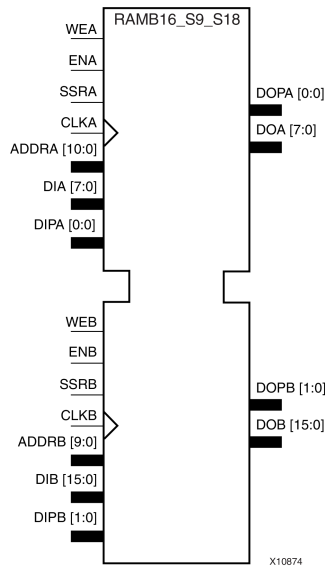 RAMB16_S9_S18
WEA
ENA
SSRA
CLKA
ADDRA [10:0]
DIA [7:0]
DIPA [0:0]
DOPA [0:0]
DOA [7:0]
WEB
ENB
SSRB
CLKB
ADDRB [9:0]
DIB [15:0]
DIPB [1:0]
DOPB [1:0]
DOB [15:0]
X10874